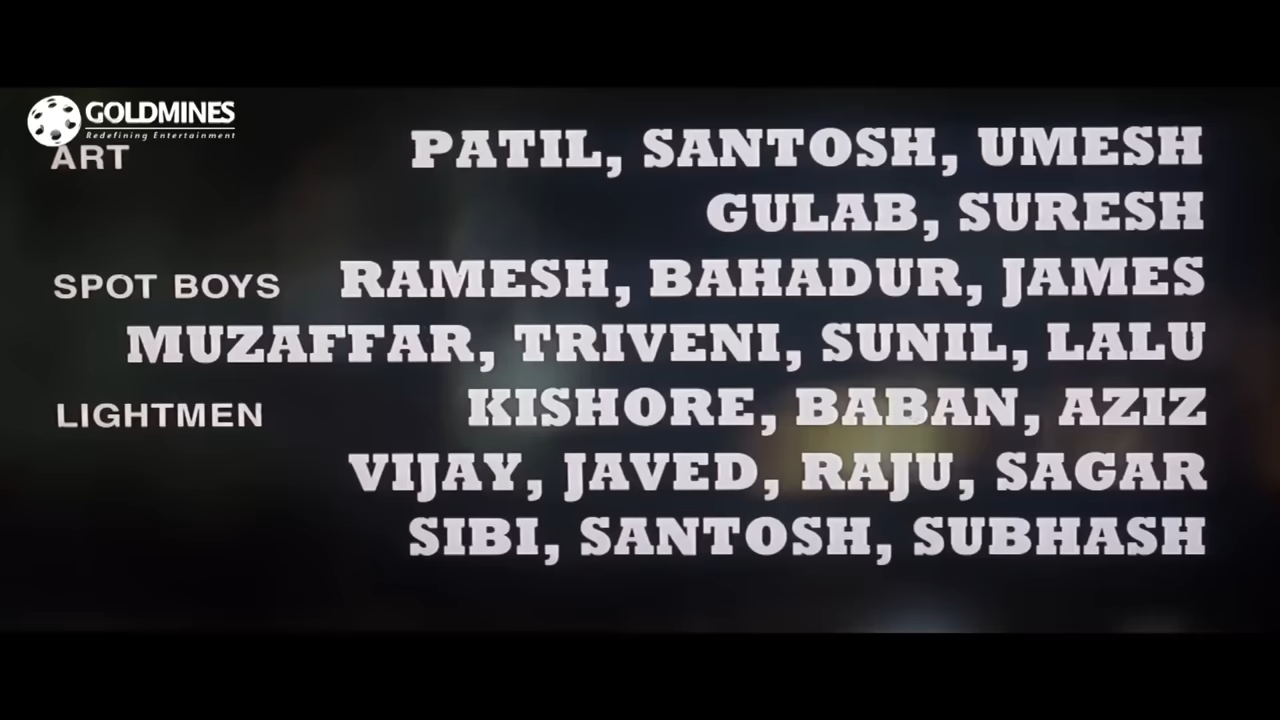 GOLDMINES
Redefining Entertainment
ART PATIL, SANTOSH, UMESH
GULAB, SURESH
SPOT BOYS RAMESH, BAHADUR, JAMES
MUZAFFAR, TRIVENI, SUNIL, LALU
LIGHTMEN KISHORE, BABAN, AZIZ
VIJAY, JAVED, RAJU, SAGAR
SIBI, SANTOSH, SUBHASH